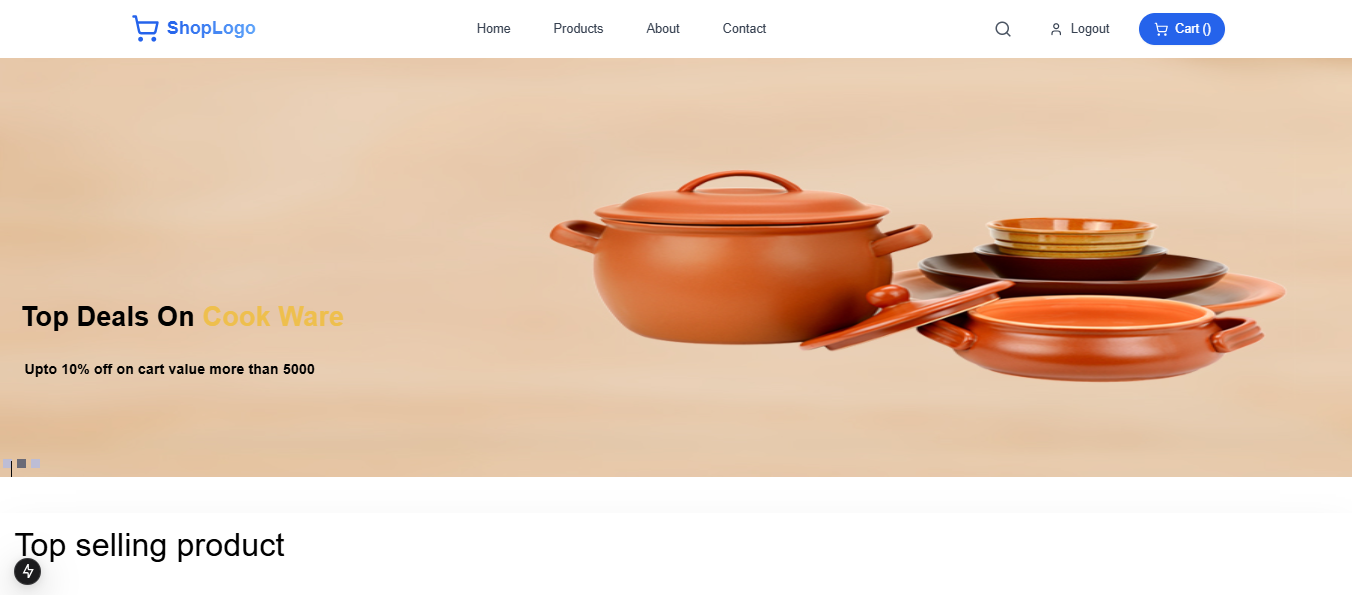 ShopLogo
Home Products About Contact
Logout
Cart ()
Top Deals On Cook Ware
Upto 10% off on cart value more than 5000
Top selling product